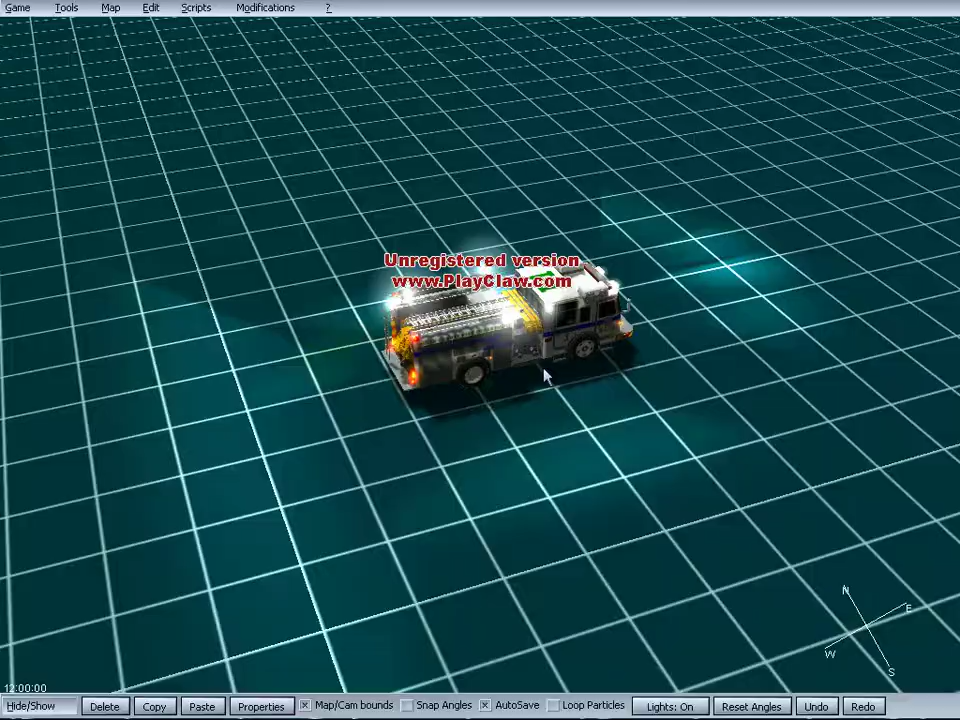 Game Tools Map Edit Scripts Modifications ?
Unregistered version
www.PlayClaw.com
N
E
W
S
12:00:00
Hide/Show Delete Copy Paste Properties Map/Cam bounds Snap Angles AutoSave Loop Particles Lights: On Reset Angles Undo Redo